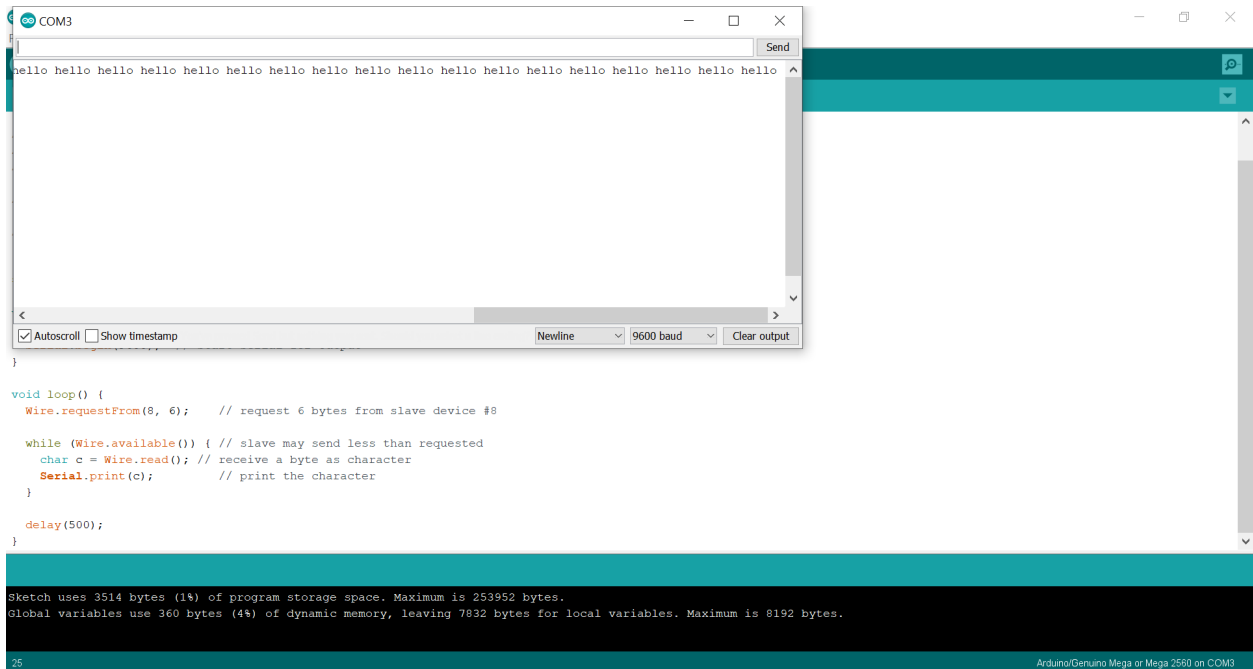 COM3
Send
hello hello hello hello hello hello hello hello hello hello hello hello hello hello hello hello hello hello
Autoscroll Show timestamp Newline 9600 baud Clear output
}
void loop() {
Wire.requestFrom(8, 6); // request 6 bytes from slave device #8
while (Wire.available()) { // slave may send less than requested
char c = Wire.read(); // receive a byte as character
Serial.print(c); // print the character
}
delay(500);
}
Sketch uses 3514 bytes (1%) of program storage space. Maximum is 253952 bytes.
Global variables use 360 bytes (4%) of dynamic memory, leaving 7832 bytes for local variables. Maximum is 8192 bytes.
25 Arduino/Genuino Mega or Mega 2560 on COM3